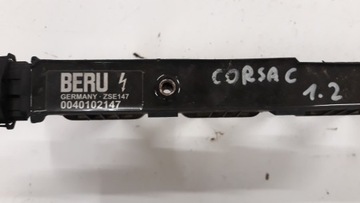 BERU
GERMANY - ZSE147
0040102147
CORSA C
1.2